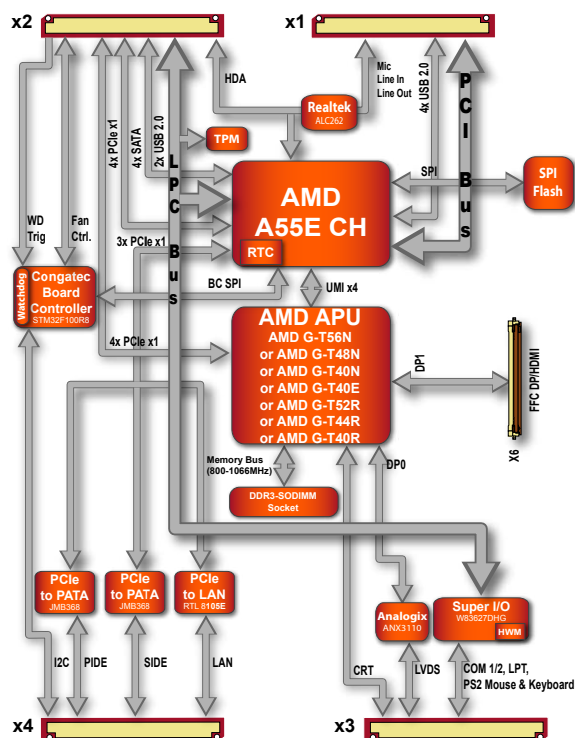 x2
x1
HDA
Mic
Line In
Line Out
Realtek
ALC262
4x USB 2.0
PCI Bus
4x PCIe x1
4x SATA
2x USB 2.0
LPC Bus
TPM
AMD
A55E CH
RTC
SPI
SPI
Flash
WD
Trig
Fan
Ctrl.
3x PCIe x1
Watchdog
Congatec
Board
Controller
STM32F100R8
BC SPI
UMI x4
4x PCIe x1
AMD APU
AMD G-T56N
or AMD G-T48N
or AMD G-T40N
or AMD G-T40E
or AMD G-T52R
or AMD G-T44R
or AMD G-T40R
DP1
FFC DP/HDMI
X6
Memory Bus
(800-1066MHz)
DP0
DDR3-SODIMM
Socket
PCIe
to PATA
JMB368
PCIe
to PATA
JMB368
PCIe
to LAN
RTL 8105E
Analogix
ANX3110
Super I/O
W83627DHG
HWM
I2C
PIDE
SIDE
LAN
CRT
LVDS
COM 1/2, LPT,
PS2 Mouse & Keyboard
x4
x3